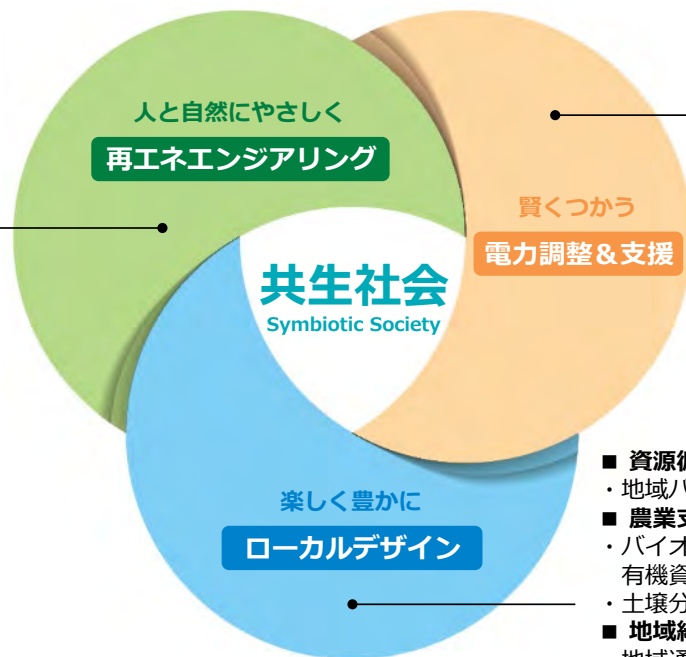 人と自然にやさしく
再エネエンジアリング
賢くつかう
電力調整＆支援
共生社会
Symbiotic Society
楽しく豊かに
ローカルデザイン
■ 資源
・地域バ
■ 農業支
・バイオ
有機資
・土壌分
■ 地域